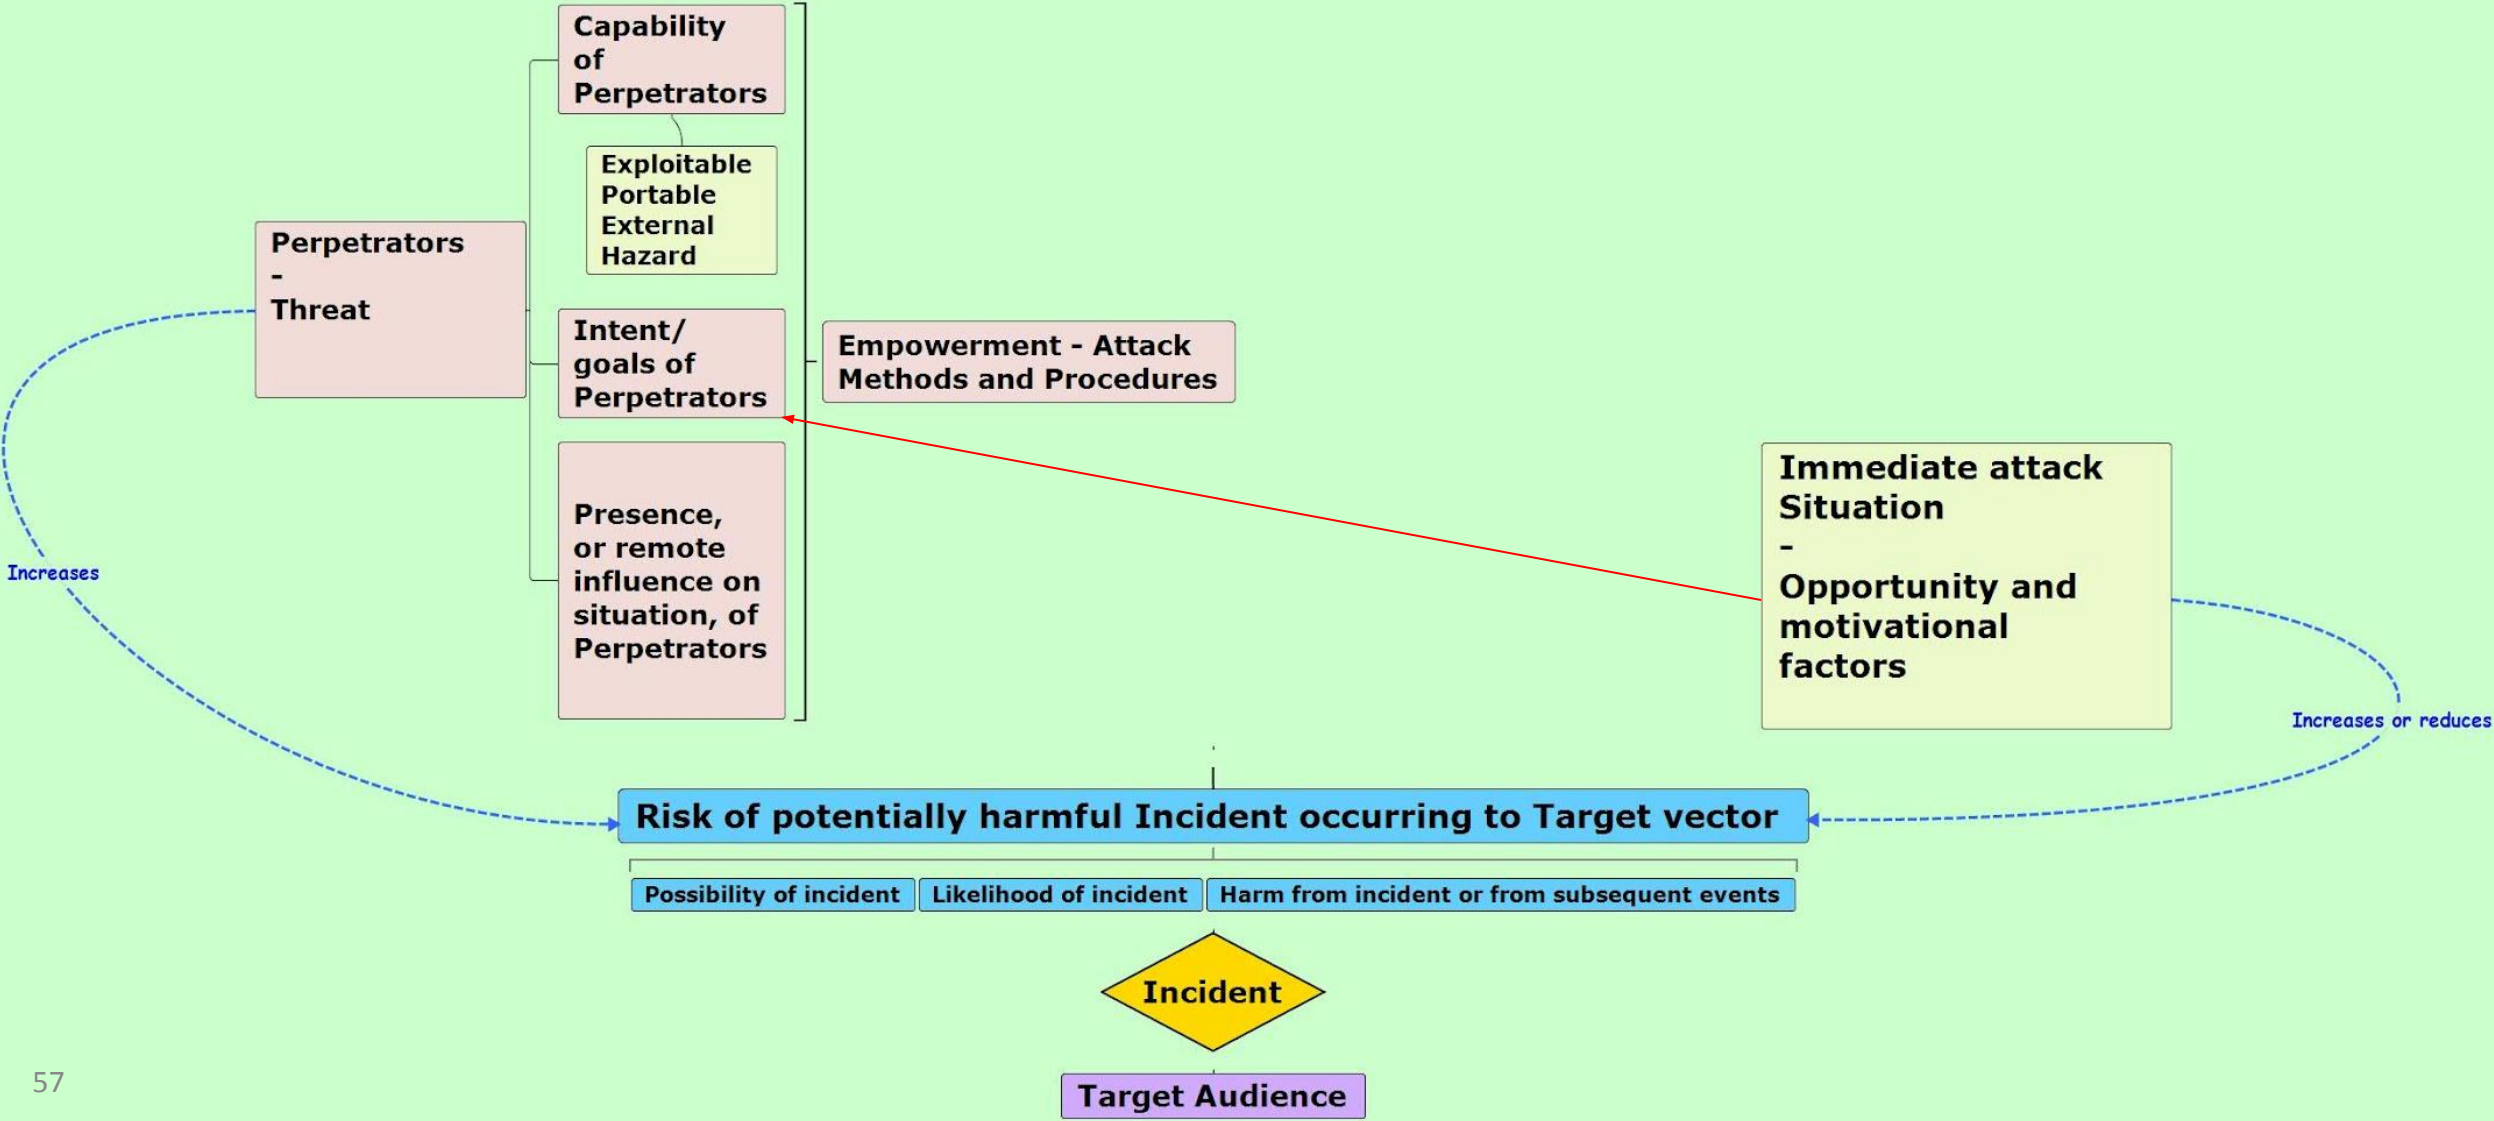 Capability
of
Perpetrators
Exploitable
Portable
External
Hazard
Perpetrators
-
Threat
Intent/
goals of
Perpetrators
Empowerment - Attack
Methods and Procedures
Presence,
or remote
influence on
situation, of
Perpetrators
Immediate attack
Situation
-
Opportunity and
motivational
factors
Increases
Increases or reduces
Risk of potentially harmful Incident occurring to Target vector
Possibility of incident
Likelihood of incident
Harm from incident or from subsequent events
Incident
Target Audience
57